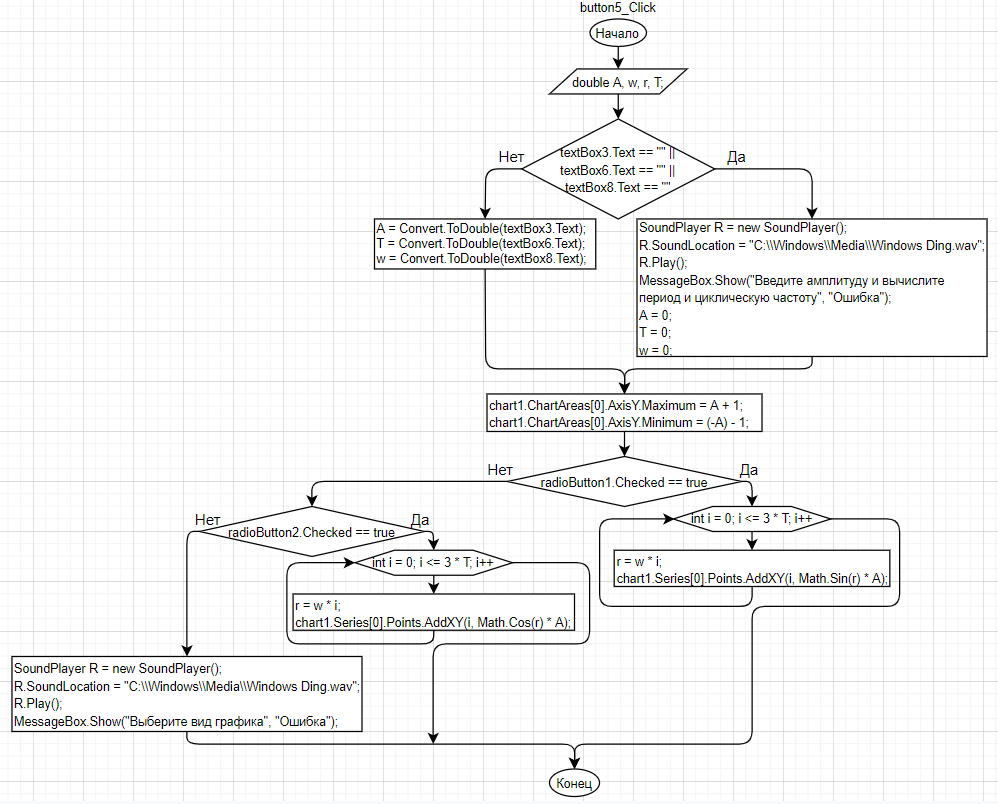 button5_Click
Начало
double A, w, r, T;
Нет
Да
textBox3.Text == "" ||
textBox6.Text == "" ||
textBox8.Text == ""
A = Convert.ToDouble(textBox3.Text);
T = Convert.ToDouble(textBox6.Text);
w = Convert.ToDouble(textBox8.Text);
SoundPlayer R = new SoundPlayer();
R.SoundLocation = "C:\\Windows\\Media\\Windows Ding.wav";
R.Play();
MessageBox.Show("Введите амплитуду и вычислите
период и циклическую частоту", "Ошибка");
A = 0;
T = 0;
w = 0;
chart1.ChartAreas[0].AxisY.Maximum = A + 1;
chart1.ChartAreas[0].AxisY.Minimum = (-A) - 1;
Нет
Да
radioButton1.Checked == true
Нет
Да
radioButton2.Checked == true
int i = 0; i <= 3 * T; i++
int i = 0; i <= 3 * T; i++
r = w * i;
chart1.Series[0].Points.AddXY(i, Math.Sin(r) * A);
r = w * i;
chart1.Series[0].Points.AddXY(i, Math.Cos(r) * A);
SoundPlayer R = new SoundPlayer();
R.SoundLocation = "C:\\Windows\\Media\\Windows Ding.wav";
R.Play();
MessageBox.Show("Выберите вид графика", "Ошибка");
Конец